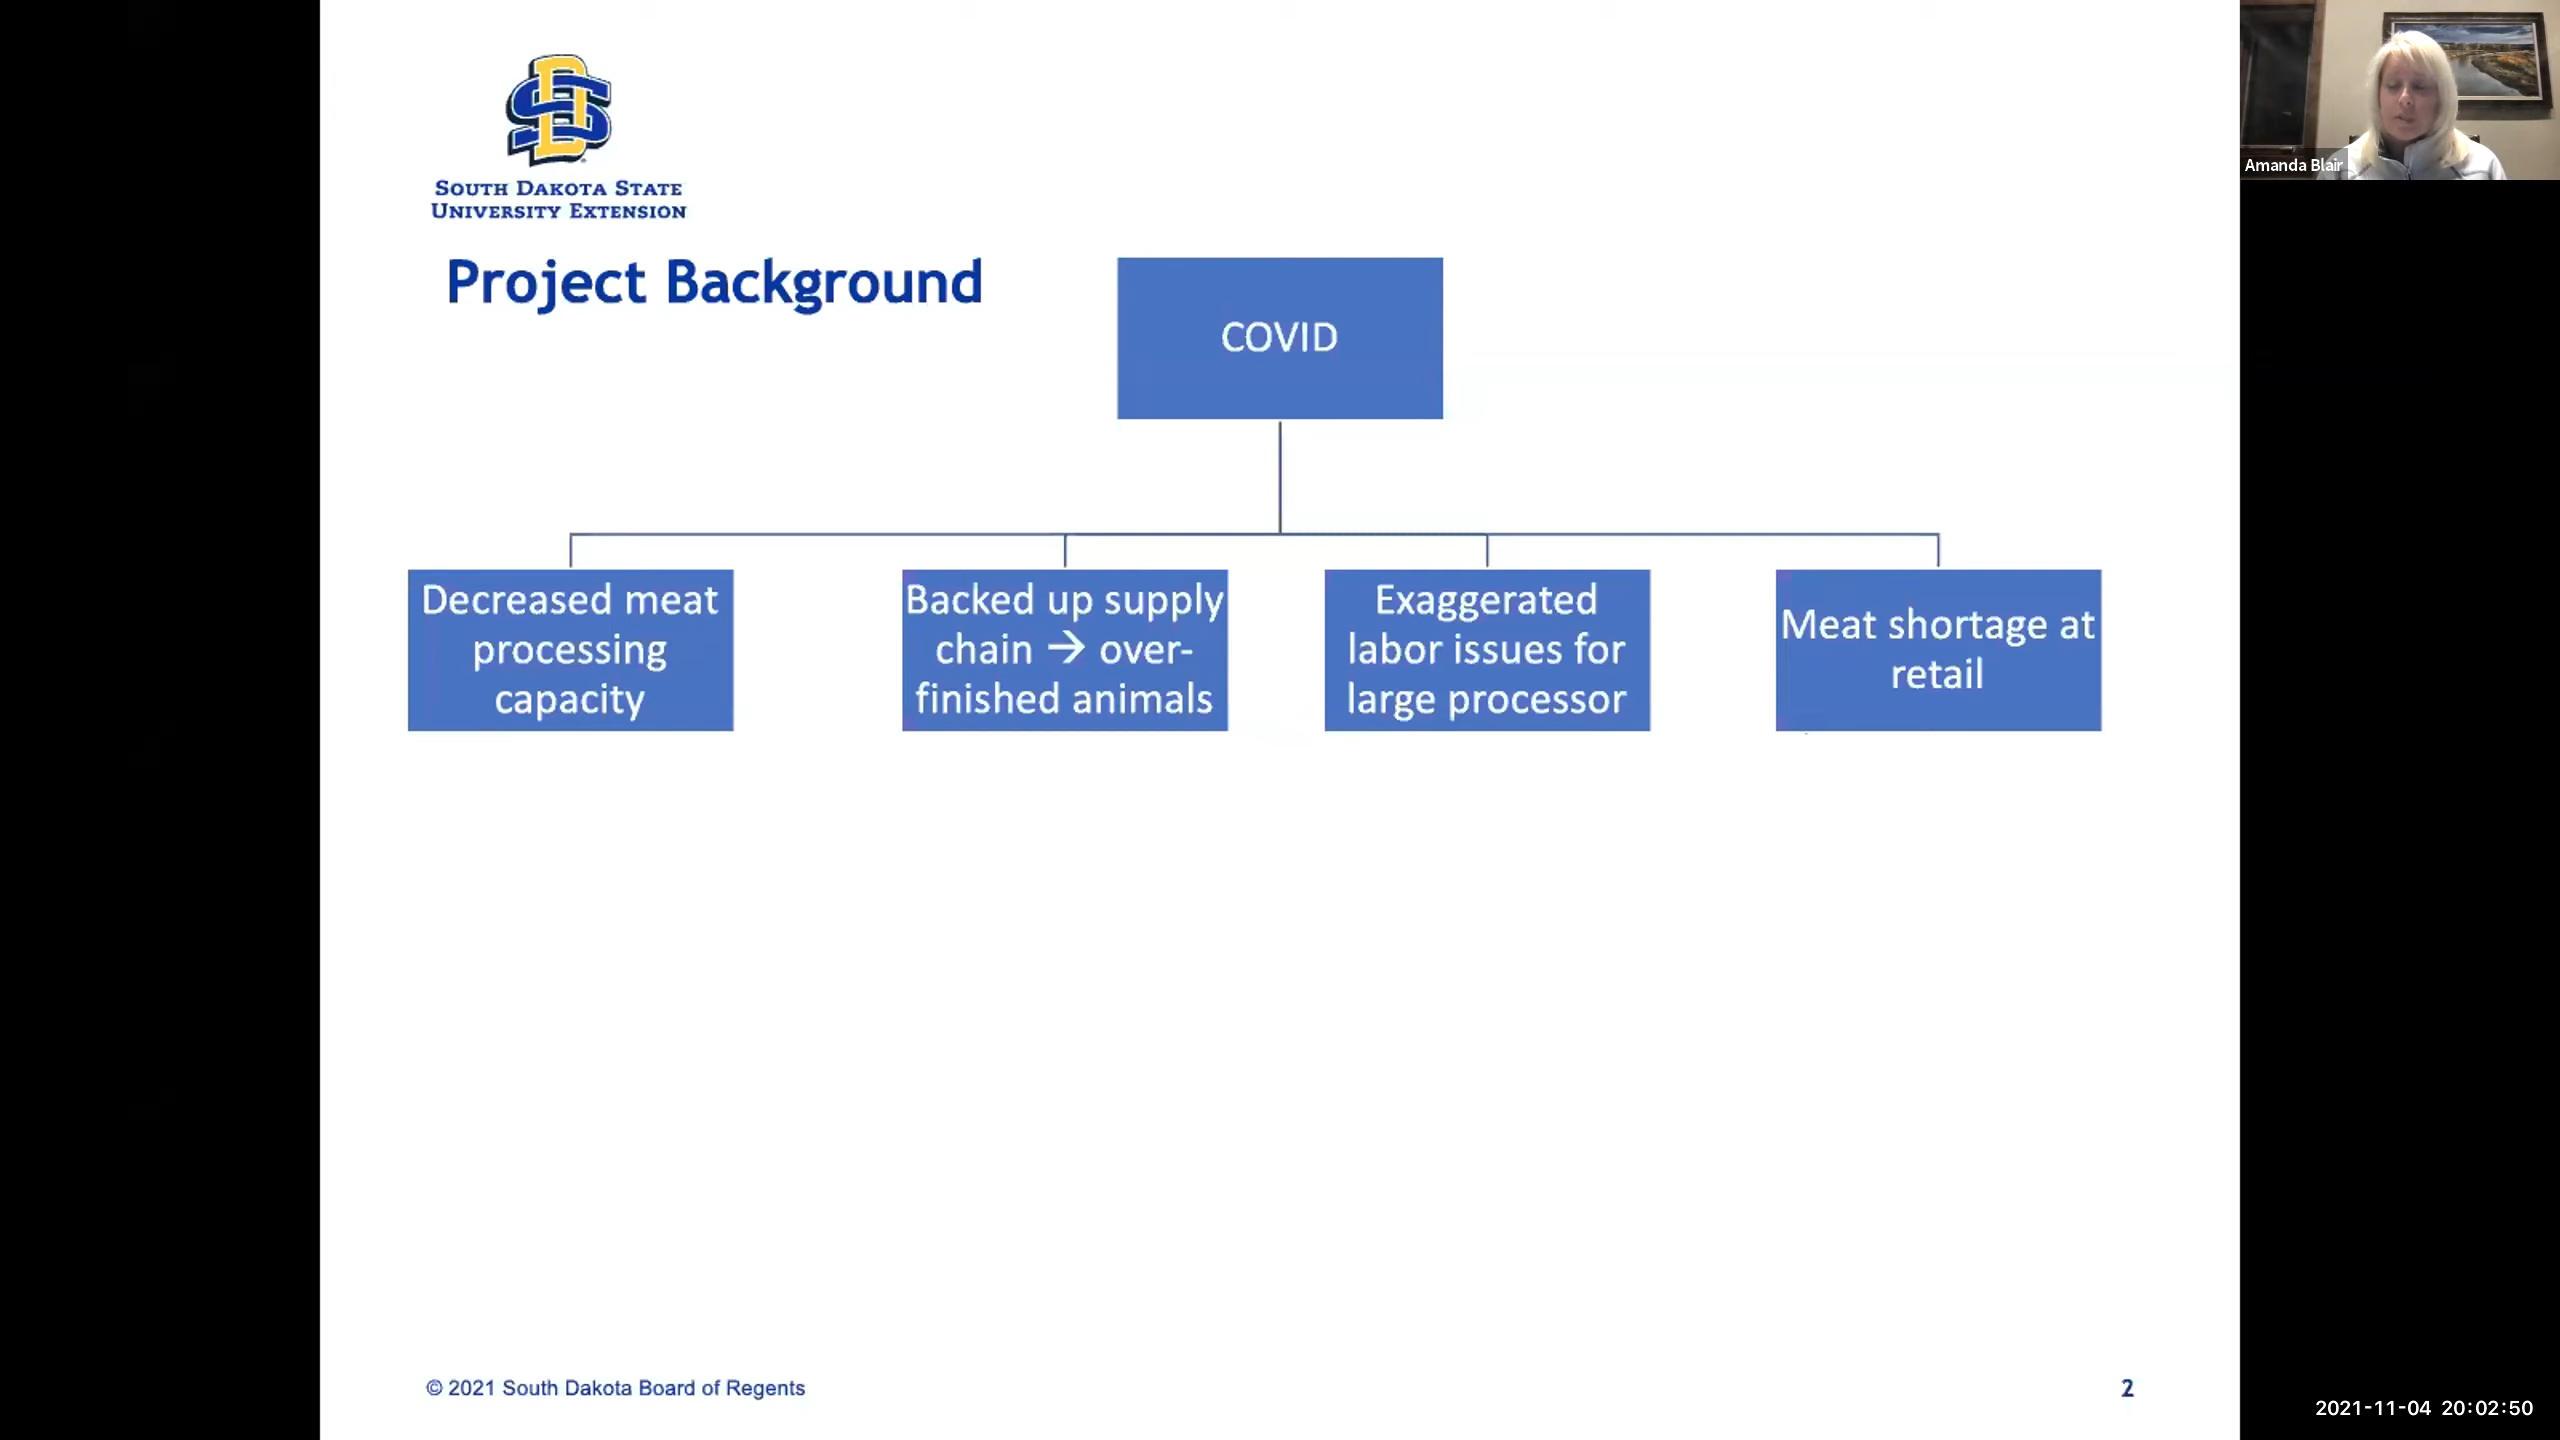 SOUTH DAKOTA STATE
UNIVERSITY EXTENSION
Project Background
COVID
Decreased meat
processing
capacity
Backed up supply
chain → over-
finished animals
Exaggerated
labor issues for
large processor
Meat shortage at
retail
© 2021 South Dakota Board of Regents
2
Amanda Blair
2021-11-04 20:02:50